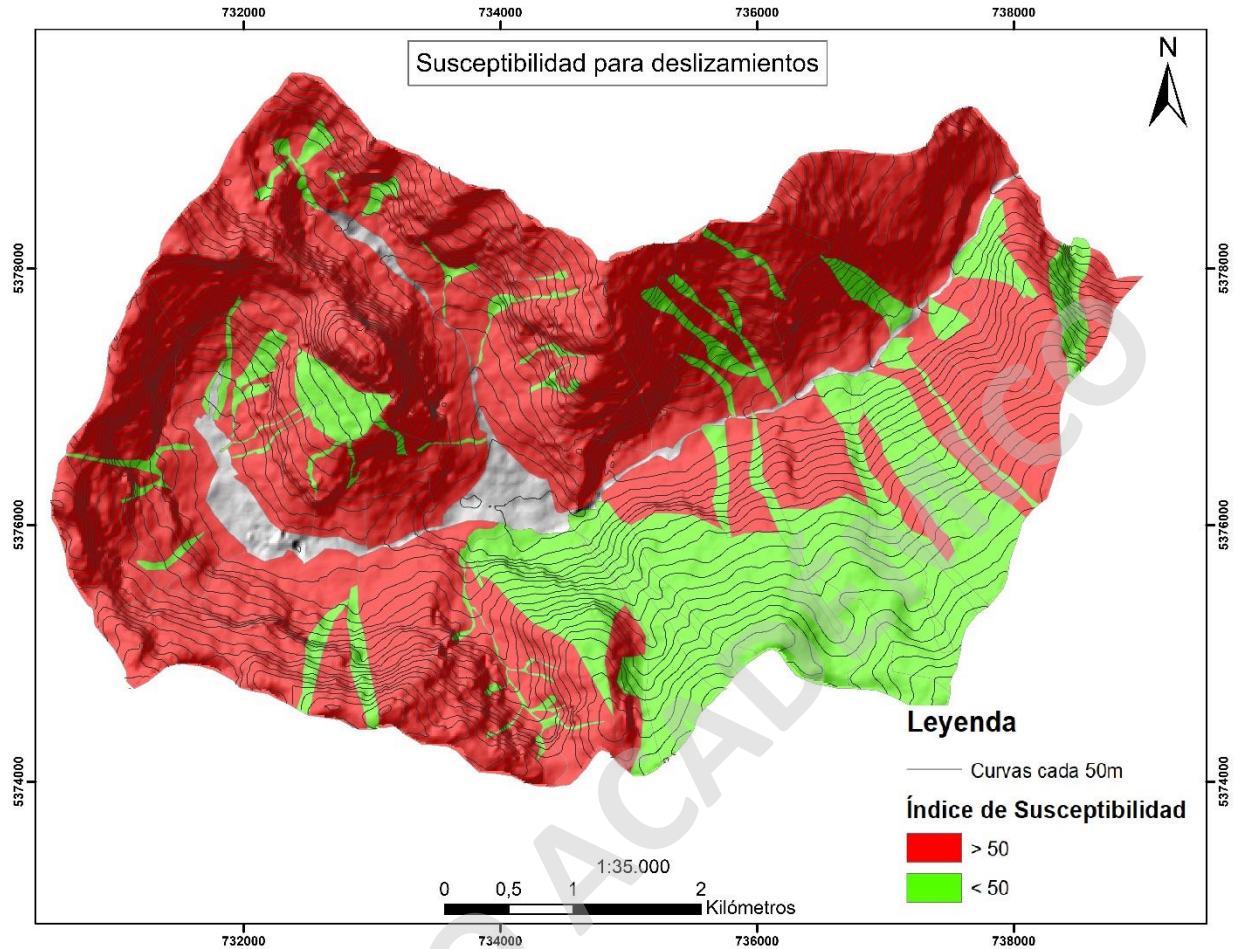 732000 734000 736000 738000
Susceptibilidad para deslizamientos
N
5378000 5378000
5376000 5376000
5374000 5374000
Leyenda
Curvas cada 50m
Índice de Susceptibilidad
> 50
< 50
1:35.000
0 0,5 1 2
Kilómetros
732000 734000 736000 738000
O ACADÉMICO